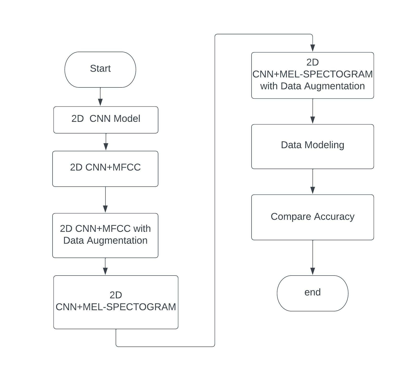 Start
2D CNN Model
2D CNN+MFCC
2D CNN+MFCC with
Data Augmentation
2D
CNN+MEL-SPECTOGRAM
2D
CNN+MEL-SPECTOGRAM
with Data Augmentation
Data Modeling
Compare Accuracy
end